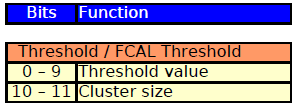 Bits Function
Threshold / FCAL Threshold
0 – 9 Threshold value
10 – 11 Cluster size